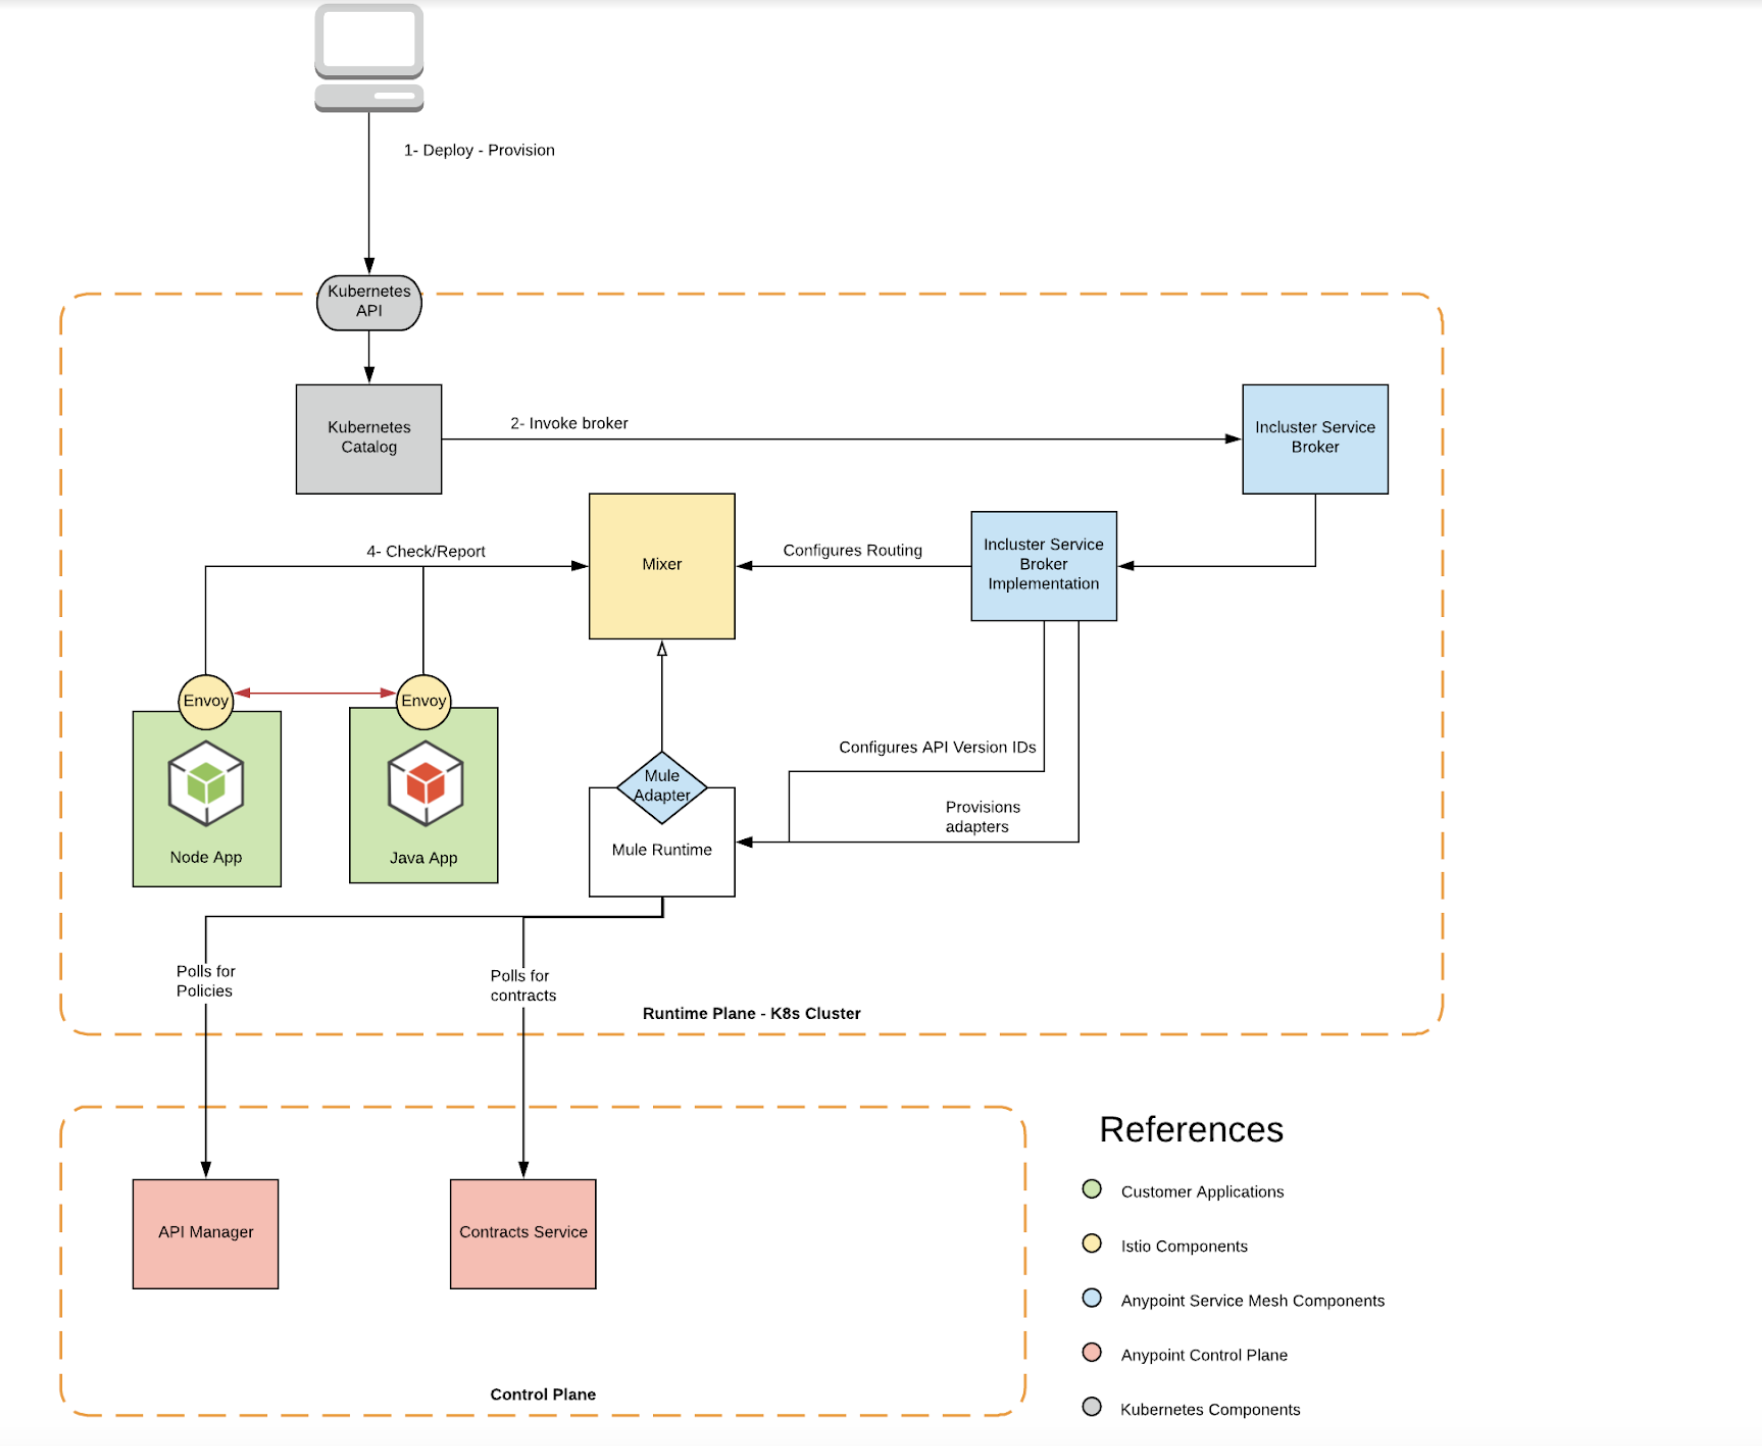 1- Deploy - Provision
Kubernetes
API
Kubernetes
Catalog
2- Invoke broker
Incluster Service
Broker
4- Check/Report
Mixer
Configures Routing
Incluster Service
Broker
Implementation
Envoy
Envoy
Node App
Java App
Mule
Adapter
Mule Runtime
Configures API Version IDs
Provisions
adapters
Polls for
Policies
Polls for
contracts
Runtime Plane - K8s Cluster
API Manager
Contracts Service
Control Plane
References
Customer Applications
Istio Components
Anypoint Service Mesh Components
Anypoint Control Plane
Kubernetes Components